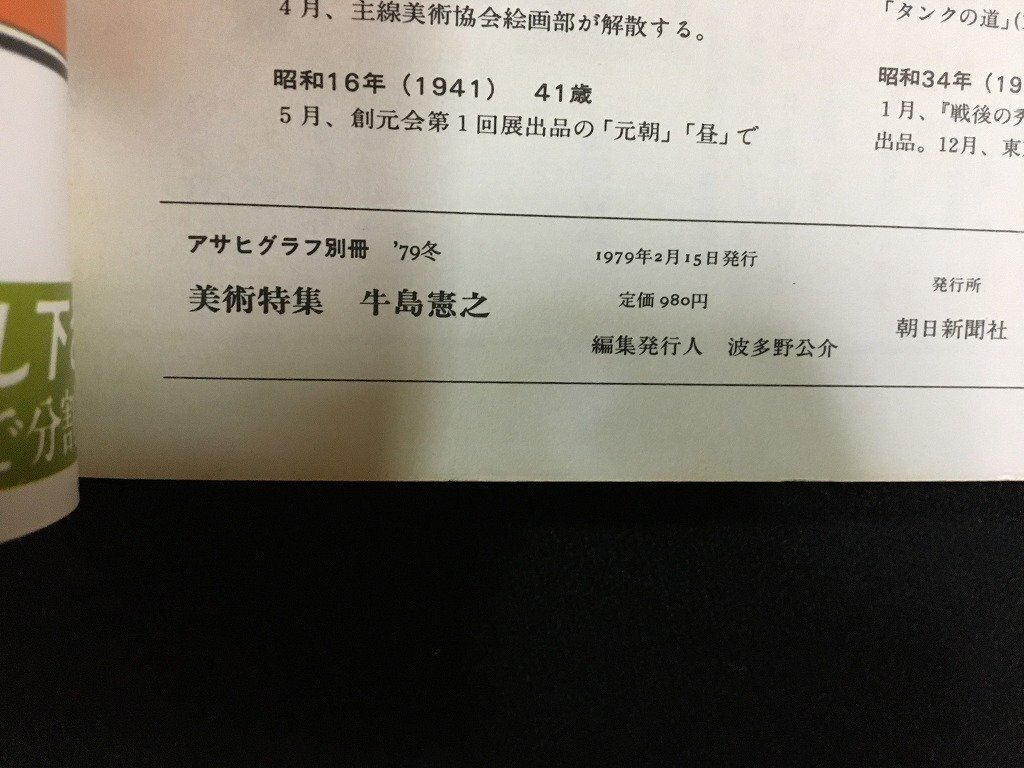 4月、主線美術協会絵画部が解散する。
昭和16年（1941） 41歳
5月、創元会第1回展出品の「元朝」「昼」で
「タンクの道」(
昭和34年（19
1月、『戦後の秀
出品。12月、東
アサヒグラフ別冊 '79冬
美術特集 牛島憲之
1979年2月15日発行
定価 980円
編集発行人 波多野公介
発行所
朝日新聞社
し下
ご分割